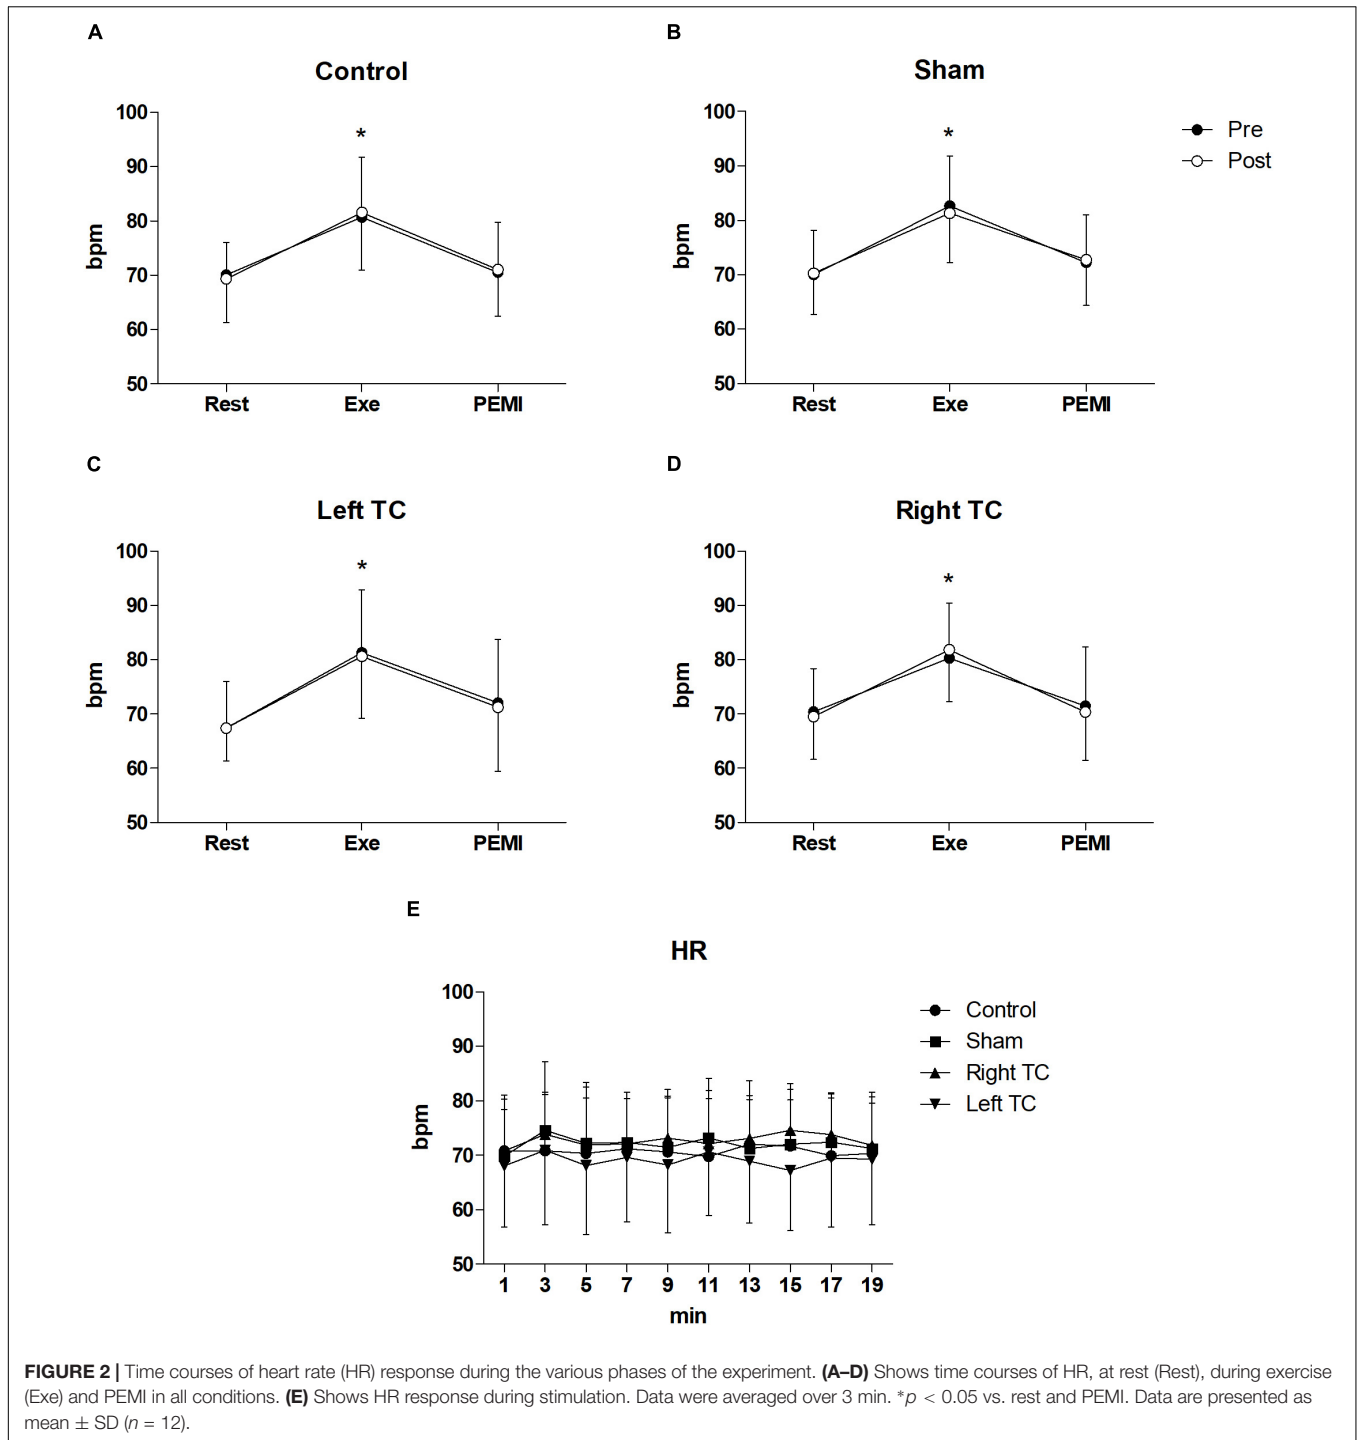 A
Control
100
90
80
70
60
50
bpm
*
Rest Exe PEMI
B
Sham
100
90
80
70
60
50
bpm
*
Rest Exe PEMI
Pre
Post
C
Left TC
100
90
80
70
60
50
bpm
*
Rest Exe PEMI
D
Right TC
100
90
80
70
60
50
bpm
*
Rest Exe PEMI
E
HR
100
90
80
70
60
50
bpm
1 3 5 7 9 11 13 15 17 19
min
Control
Sham
Right TC
Left TC
FIGURE 2 | Time courses of heart rate (HR) response during the various phases of the experiment. (A–D) Shows time courses of HR, at rest (Rest), during exercise
(Exe) and PEMI in all conditions. (E) Shows HR response during stimulation. Data were averaged over 3 min. *p < 0.05 vs. rest and PEMI. Data are presented as
mean ± SD (n = 12).